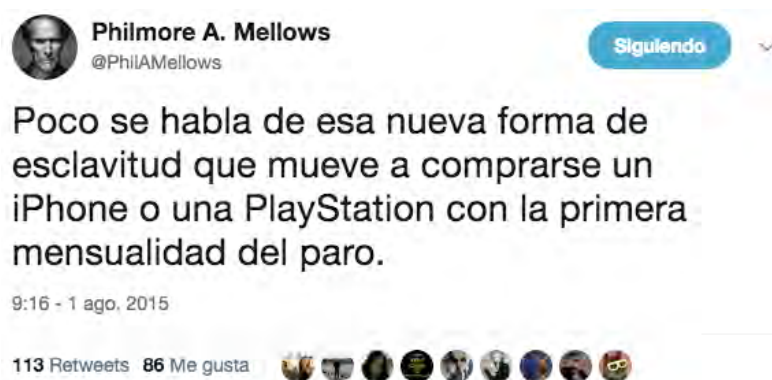 Philmore A. Mellows
@PhilAMellows
Siguiendo
Poco se habla de esa nueva forma de
esclavitud que mueve a comprarse un
iPhone o una PlayStation con la primera
mensualidad del paro.
9:16 - 1 ago. 2015
113 Retweets 86 Me gusta